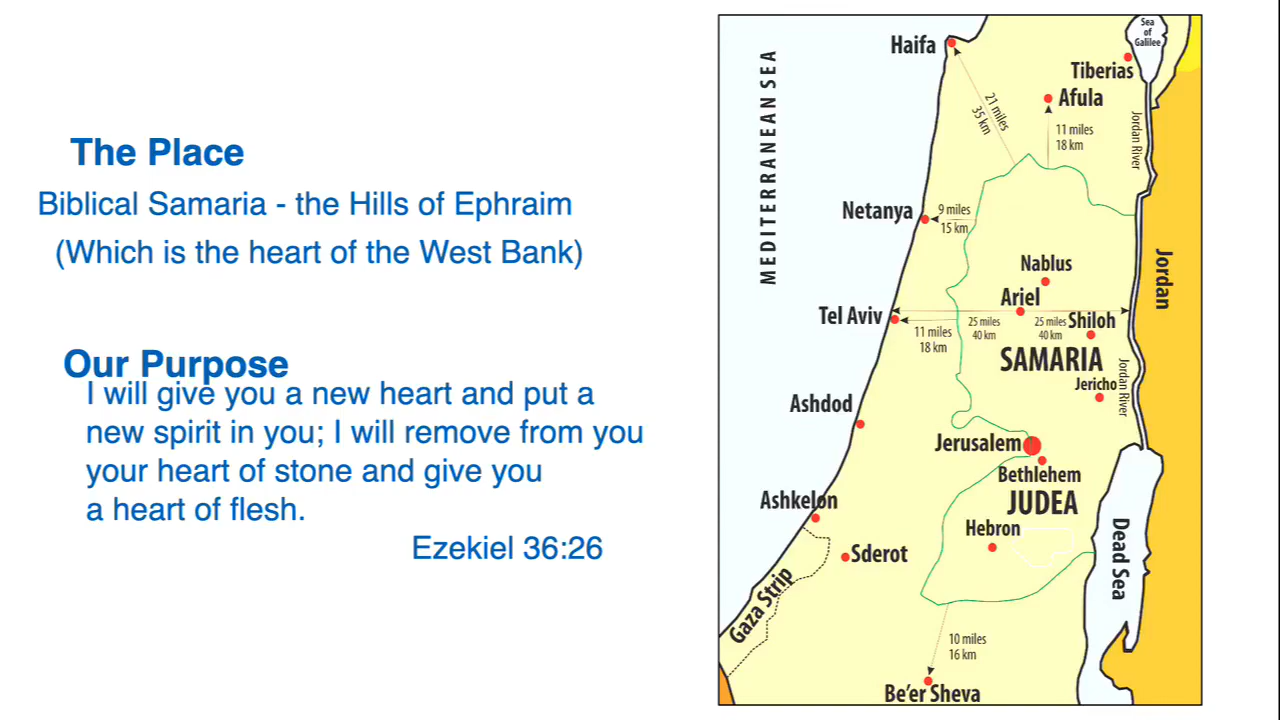 The Place
Biblical Samaria - the Hills of Ephraim
(Which is the heart of the West Bank)
Our Purpose
I will give you a new heart and put a
new spirit in you; I will remove from you
your heart of stone and give you
a heart of flesh.
Ezekiel 36:26
MEDITERRANEAN SEA
Sea
of
Galilee
Haifa
Tiberias
Afula
21 miles
35 km
11 miles
18 km
Jordan River
Netanya
9 miles
15 km
Nablus
Jordan
Ariel
Tel Aviv
11 miles
18 km
25 miles
40 km
25 miles
40 km
Shiloh
SAMARIA
Jericho
Jordan River
Ashdod
Jerusalem
Bethlehem
JUDEA
Ashkelon
Hebron
Dead Sea
Sderot
Gaza Strip
10 miles
16 km
Be'er Sheva